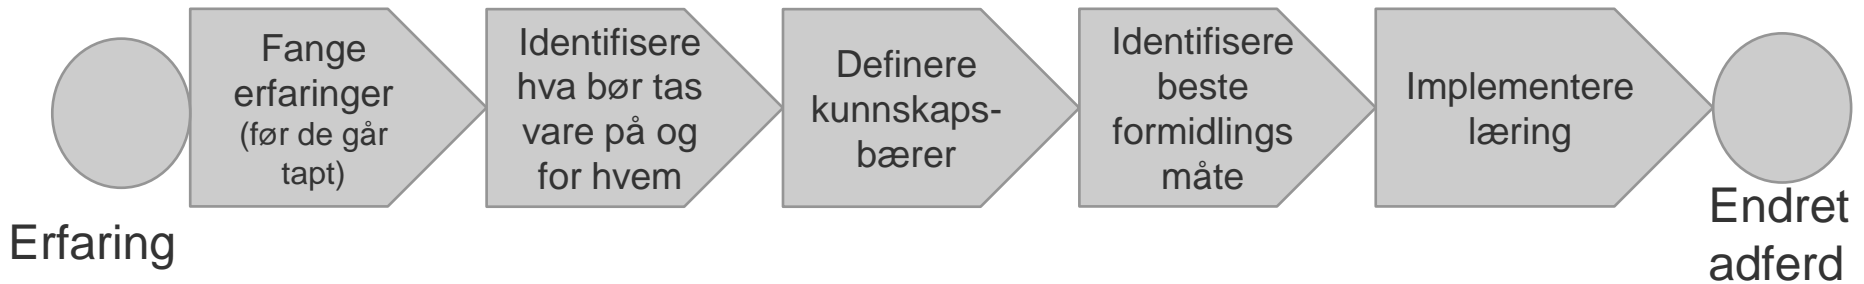 Erfaring
Fange
erfaringer
(før de går
tapt)
Identifisere
hva bør tas
vare på og
for hvem
Definere
kunnskaps-
bærer
Identifisere
beste
formidlings
måte
Implementere
læring
Endret
adferd